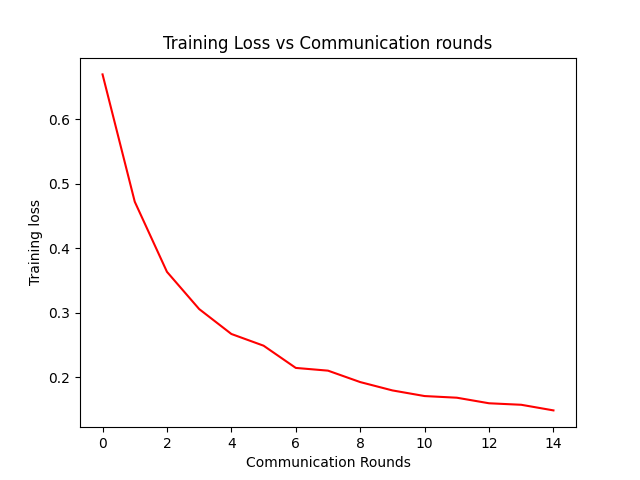 Training Loss vs Communication rounds
0.6
0.5
0.4
0.3
0.2
Training loss
0 2 4 6 8 10 12 14
Communication Rounds